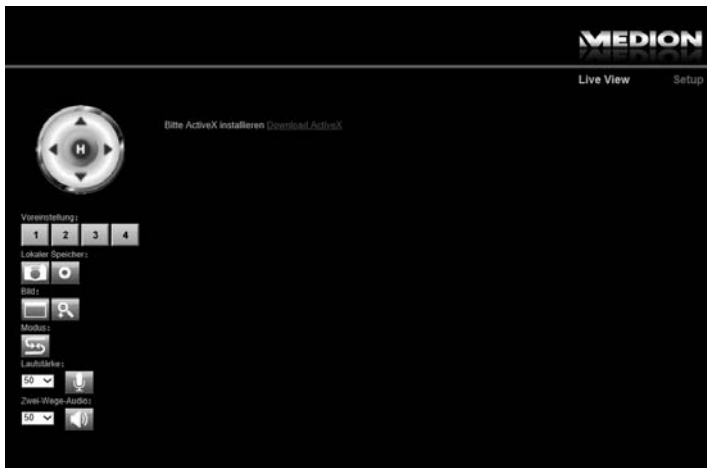 MEDION
Live View Setup
Bitte ActiveX installieren Download ActiveX
H
Voreinstellung:
1 2 3 4
Lokaler Speicher:
Bild:
Modus:
Lautstärke:
50
Zwei-Wege-Audio:
50